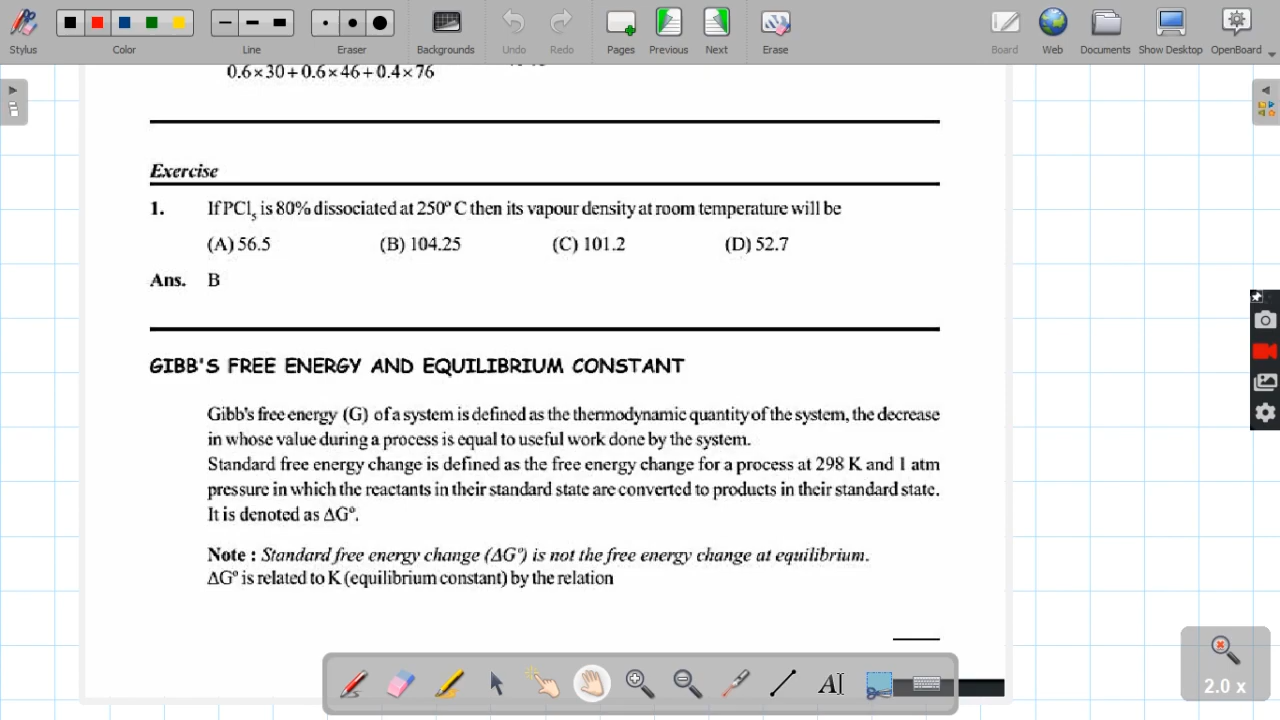 Stylus
Color
Line
Eraser
Backgrounds
Undo
Redo
Pages
Previous
Next
Erase
Board
Web
Documents
Show Desktop
OpenBoard
0.6×30+0.6×46+0.4×76
Exercise
1. If PCl5 is 80% dissociated at 250º C then its vapour density at room temperature will be
(A) 56.5 (B) 104.25 (C) 101.2 (D) 52.7
Ans. B
GIBB'S FREE ENERGY AND EQUILIBRIUM CONSTANT
Gibb's free energy (G) of a system is defined as the thermodynamic quantity of the system, the decrease
in whose value during a process is equal to useful work done by the system.
Standard free energy change is defined as the free energy change for a process at 298 K and 1 atm
pressure in which the reactants in their standard state are converted to products in their standard state.
It is denoted as ΔGº.
Note : Standard free energy change (ΔGº) is not the free energy change at equilibrium.
ΔGº is related to K (equilibrium constant) by the relation
AI
2.0 x